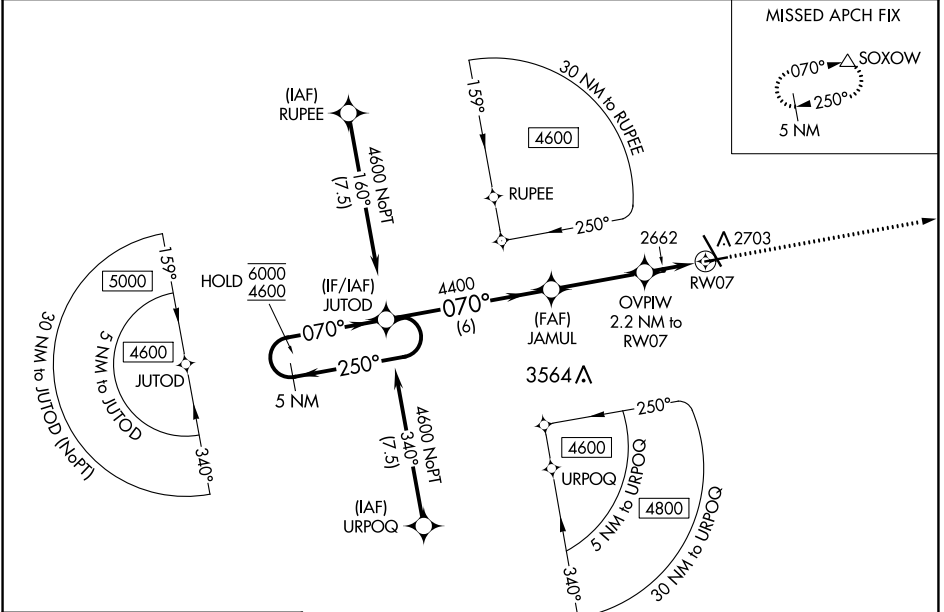 MISSED APCH FIX
070°
SOXOW
250°
5 NM
(IAF)
RUPEE
4600 NoPT
160°
(7.5)
159°
30 NM to RUPEE
4600
RUPEE
250°
2662
2703
RW07
OVPIW
2.2 NM to
RW07
HOLD 6000
4600
(IF/IAF)
JUTOD
070°
250°
5 NM
4400
070°
(6)
(FAF)
JAMUL
3564
159°
5000
4600
JUTOD
5 NM to JUTOD
30 NM to JUTOD (NoPT)
340°
4600 NoPT
340°
(7.5)
(IAF)
URPOQ
250°
4600
URPOQ
4800
5 NM to URPOQ
30 NM to URPOQ
340°